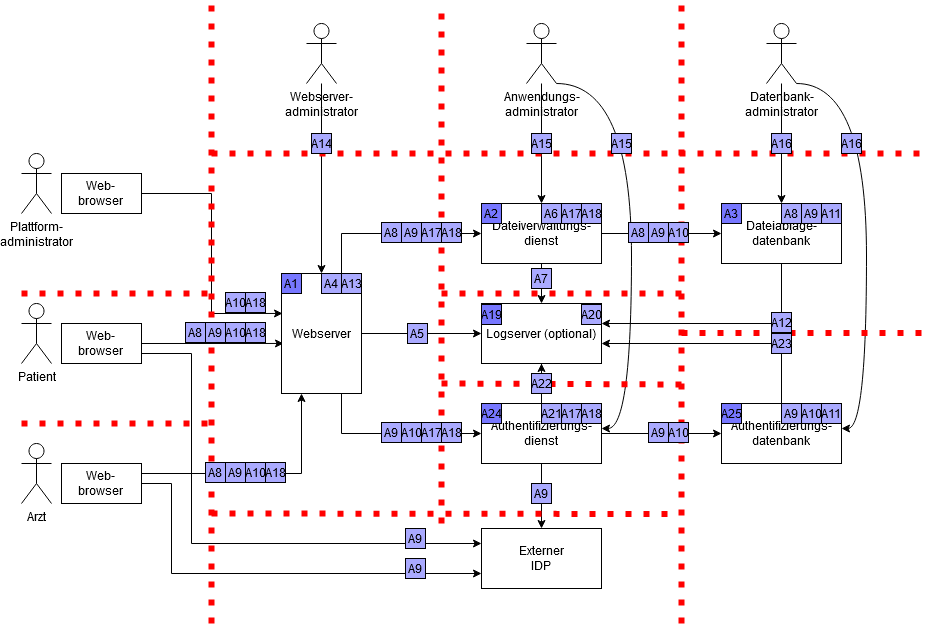 Webserver-
administrator
Anwendungs-
administrator
Datenbank-
administrator
A14
A15
A15
A16
A16
Plattform-
administrator
Web-
browser
A2
A6 A17 A18
Dateiverwaltungs-
dienst
A3
A8 A9 A11
Dateiablage-
datenbank
A8 A9 A17 A18
A8 A9 A10
A7
A1
A4 A13
Webserver
A10 A18
A8 A9 A10 A18
Patient
Web-
browser
A5
A19
A20
Logserver (optional)
A12
A23
A22
A24
A21 A17 A18
Authentifizierungs-
dienst
A25
A9 A10 A11
Authentifizierungs-
datenbank
A9 A10 A17 A18
A9 A10
Arzt
Web-
browser
A8 A9 A10 A18
A9
A9
A9
Externer
IDP